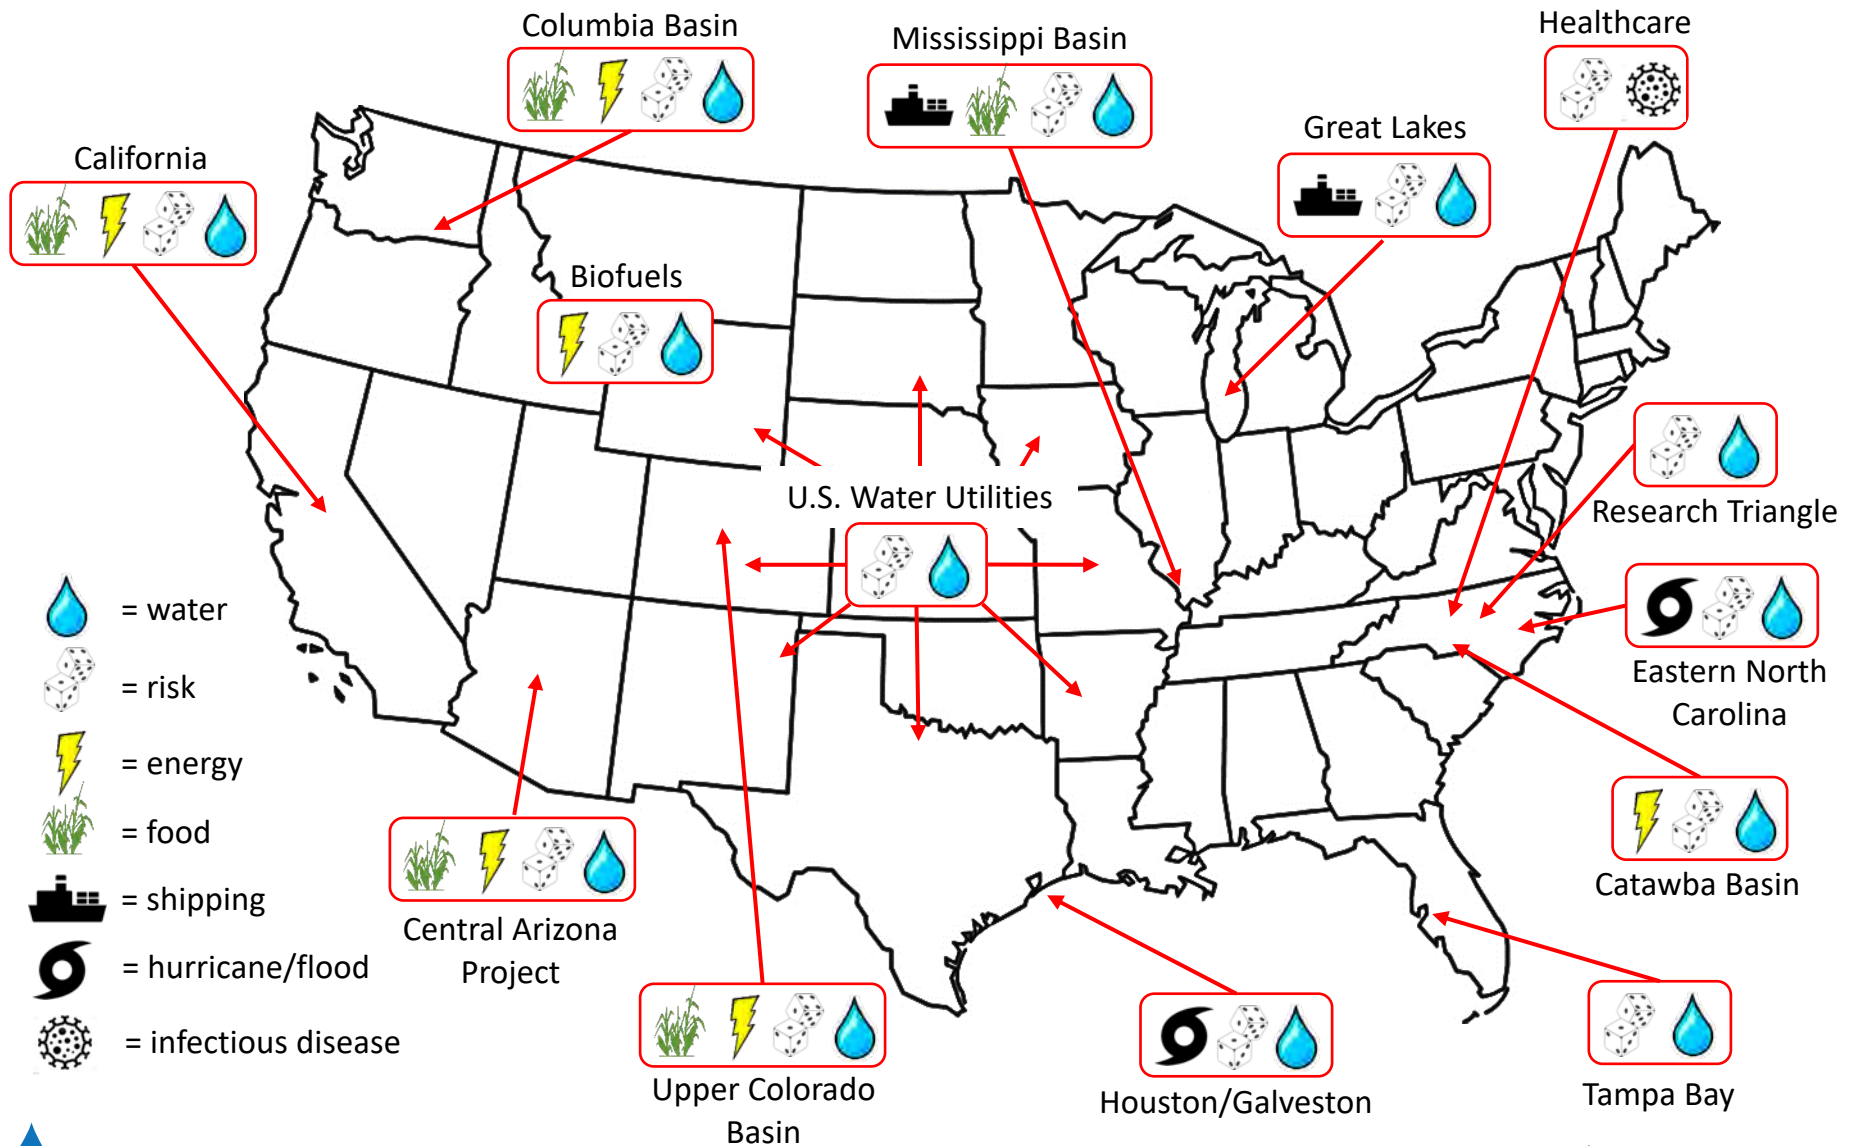 Columbia Basin
Mississippi Basin
Healthcare
California
Great Lakes
Biofuels
U.S. Water Utilities
Research Triangle
= water
= risk
= energy
= food
= shipping
= hurricane/flood
= infectious disease
Eastern North
Carolina
Catawba Basin
Central Arizona
Project
Upper Colorado
Basin
Houston/Galveston
Tampa Bay